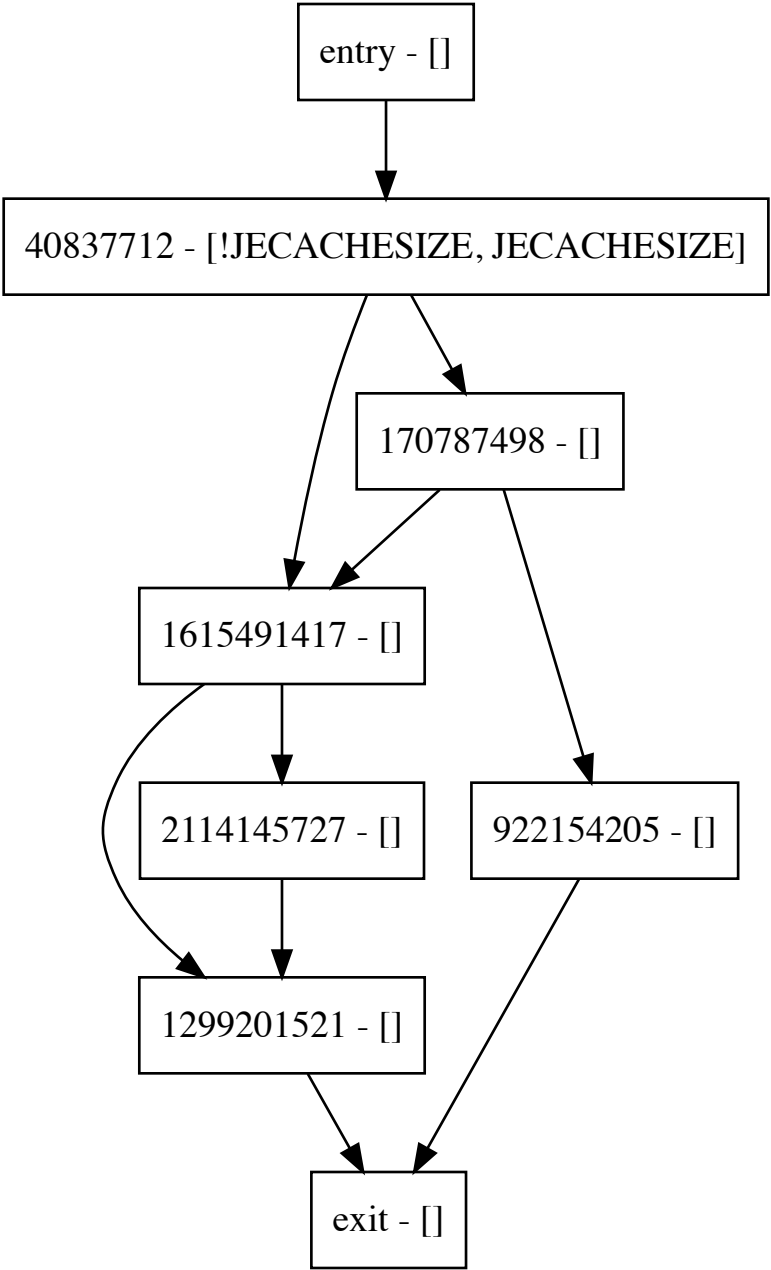 entry - []
40837712 - [!JECACHESIZE, JECACHESIZE]
170787498 - []
1615491417 - []
2114145727 - []
922154205 - []
1299201521 - []
exit - []